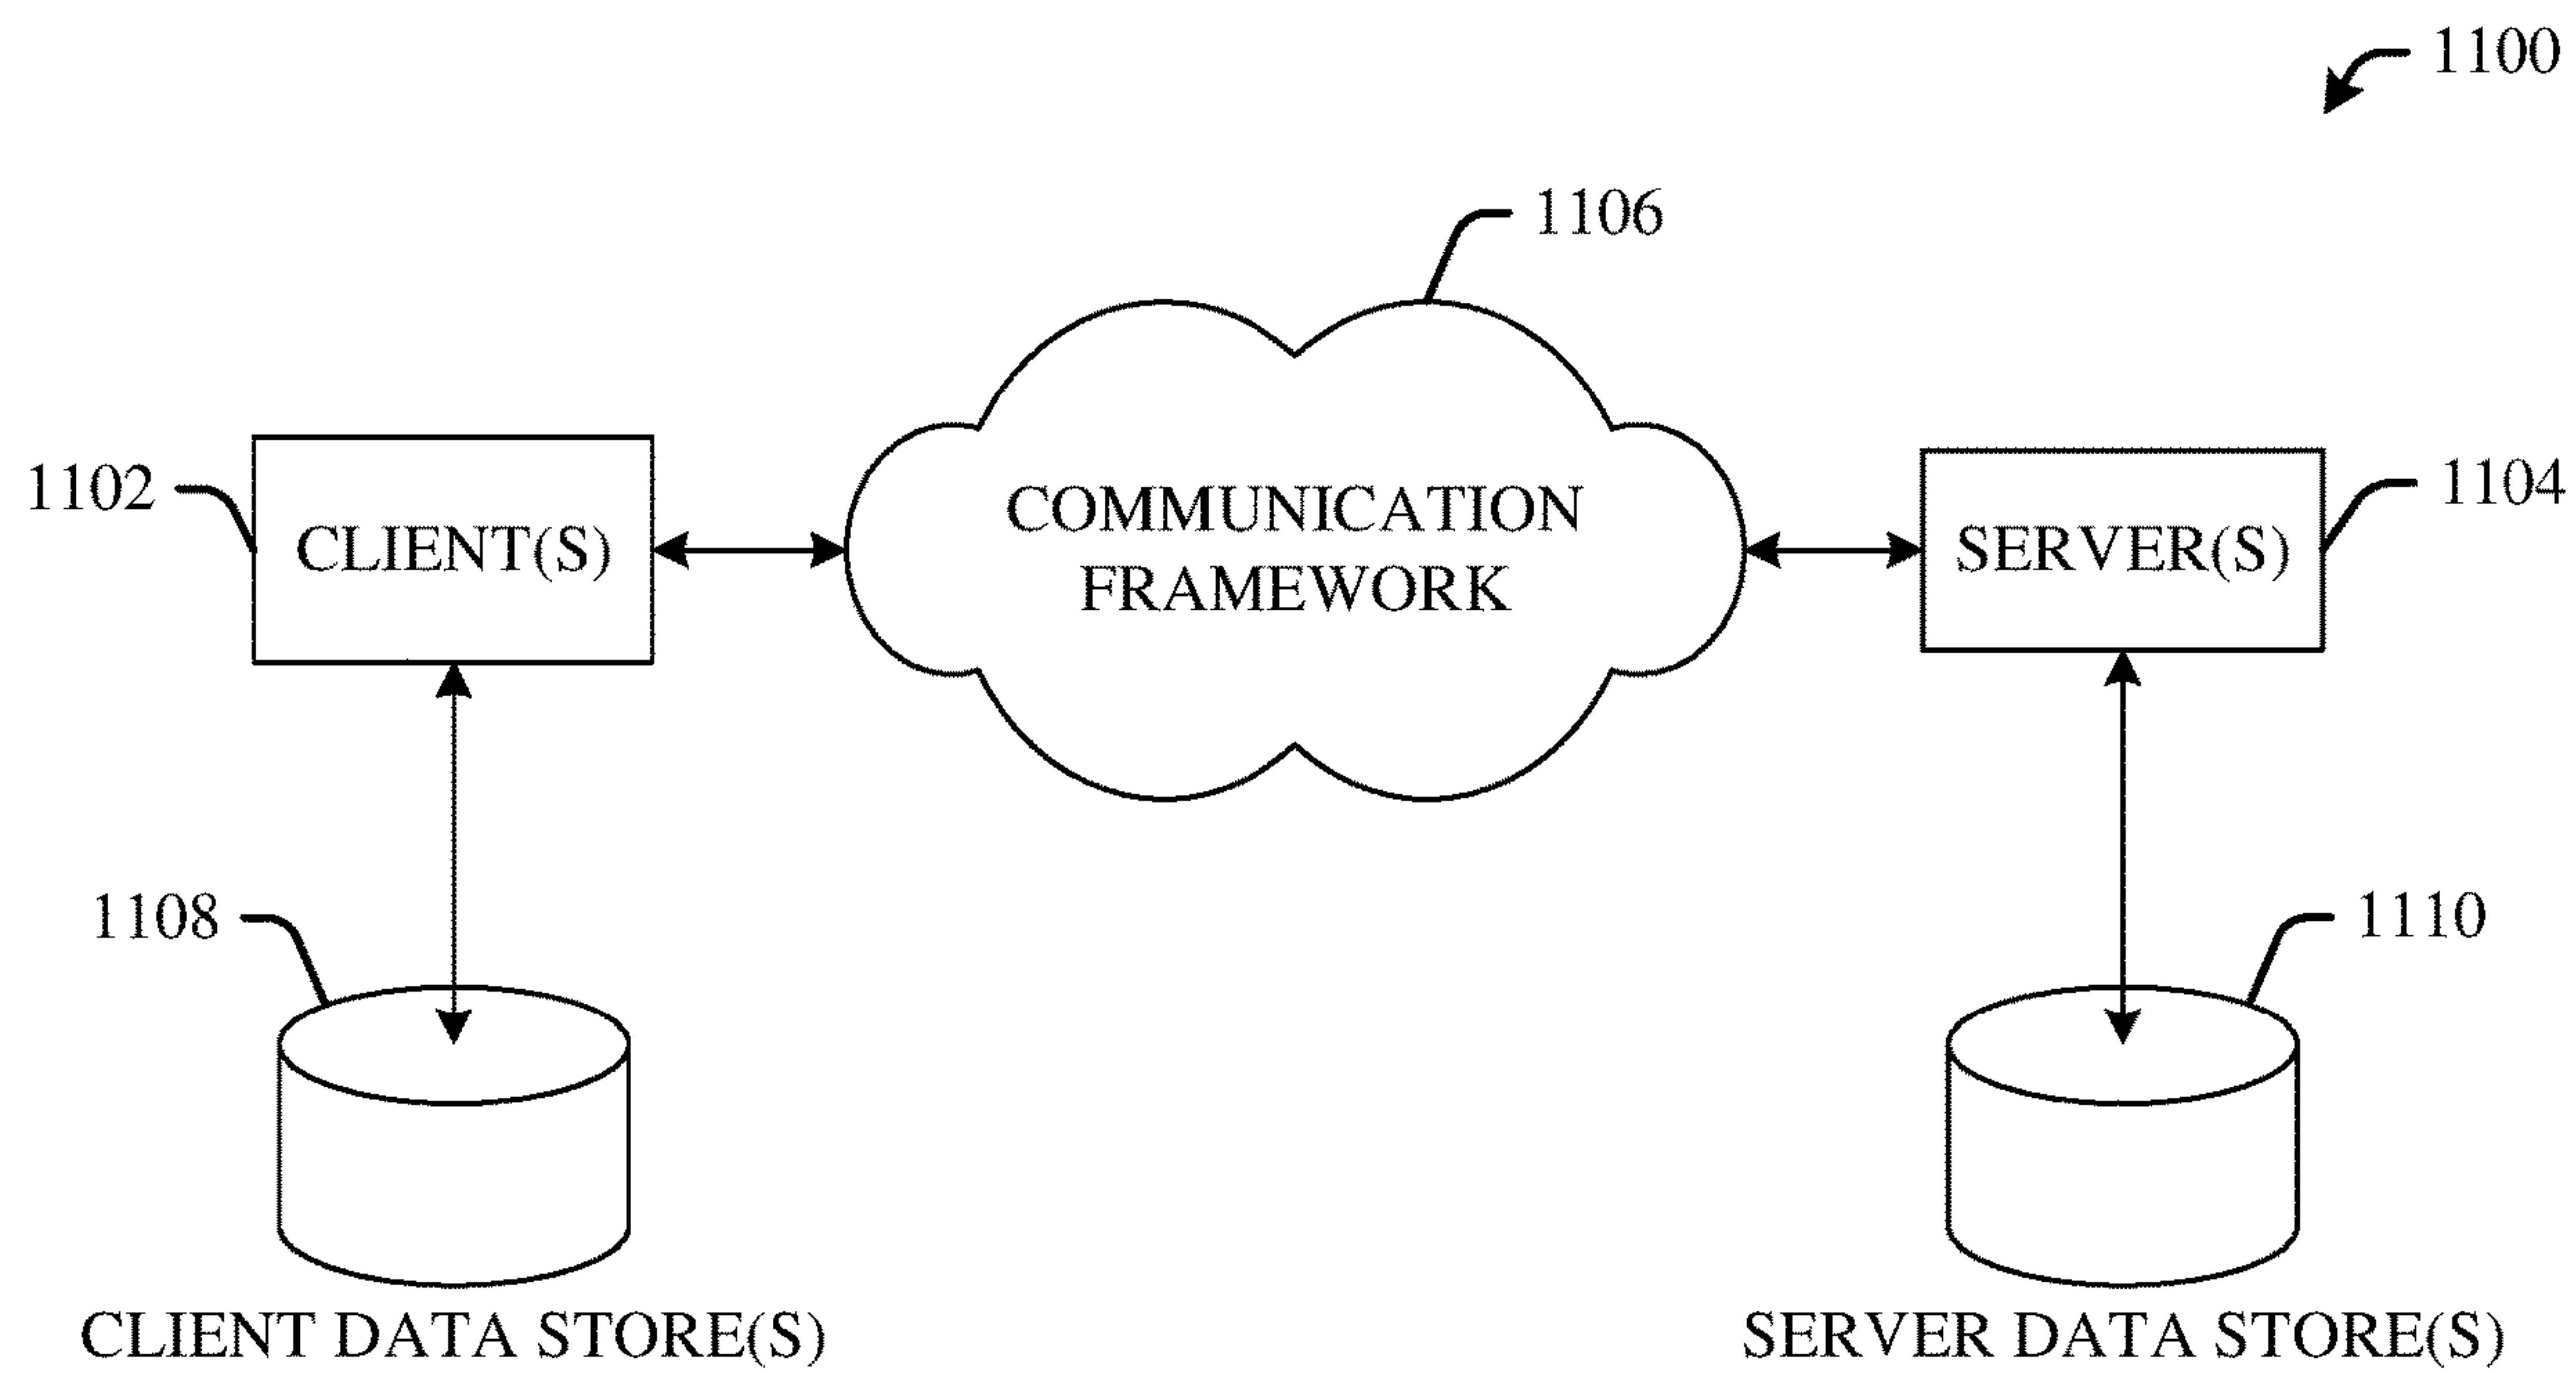 1100
1106
1102
CLIENT(S)
COMMUNICATION
FRAMEWORK
SERVER(S)
1104
1108
1110
CLIENT DATA STORE(S)
SERVER DATA STORE(S)